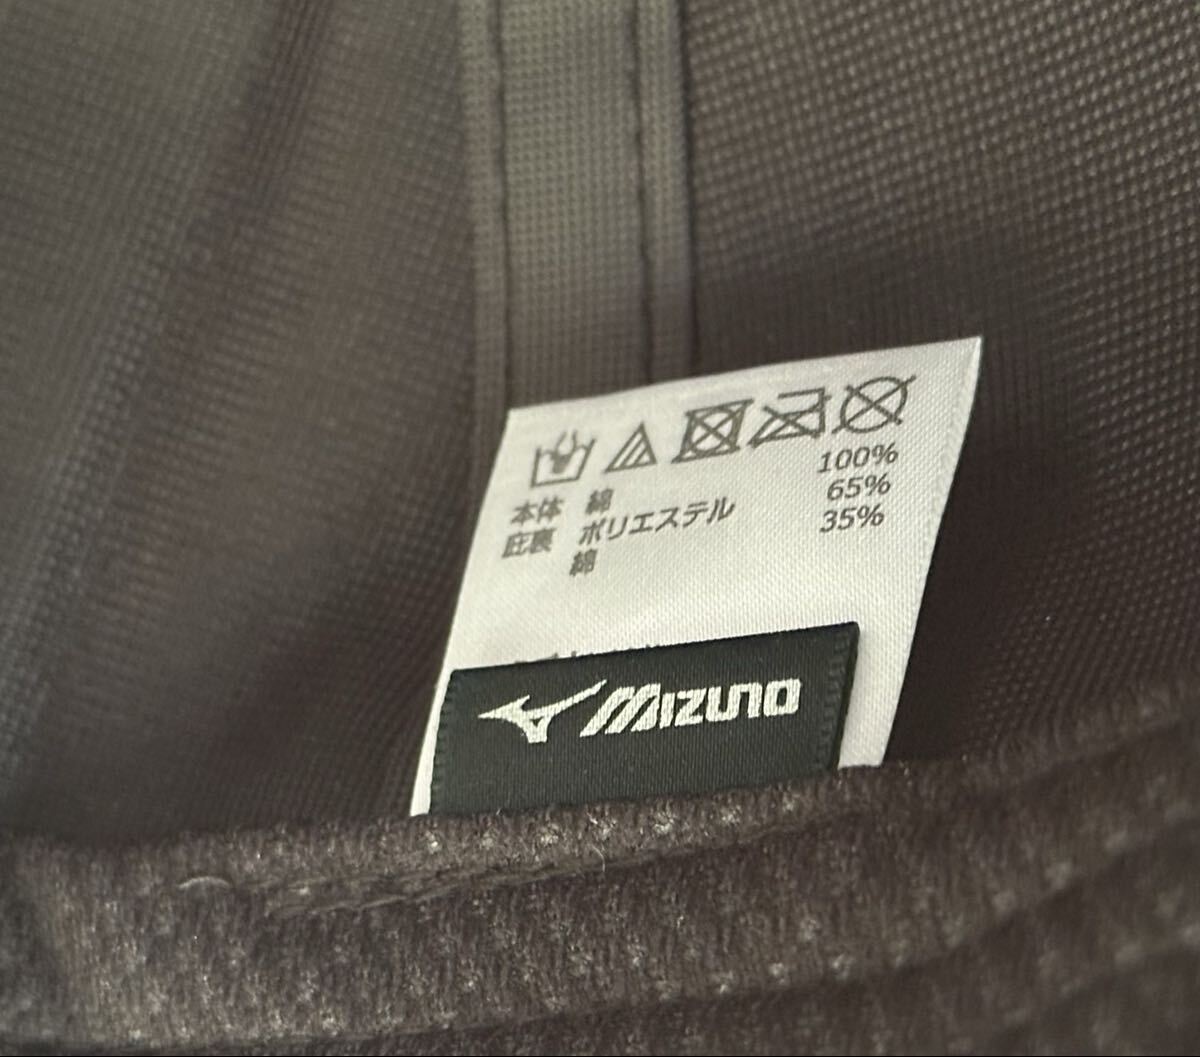 本体 綿 100%
庇裏 ポリエステル 65%
綿 35%
MIZUNO